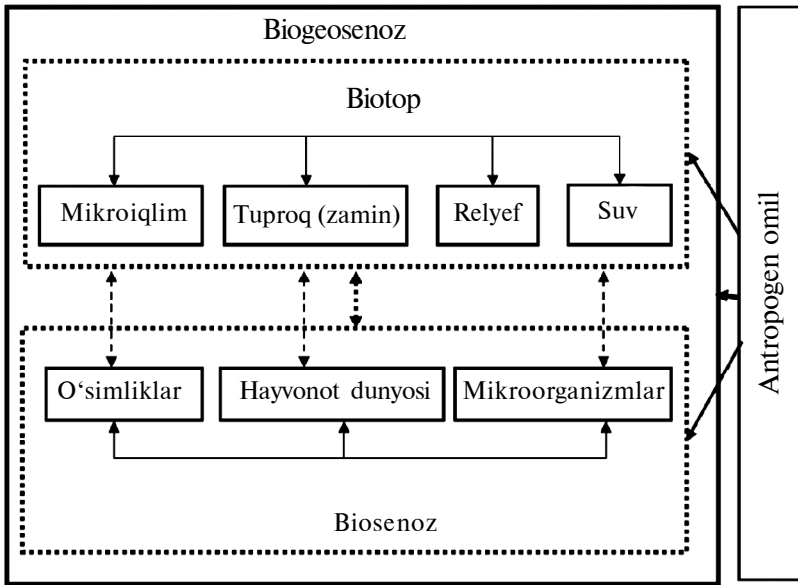 Biogeosenoz
Biotop
Mikroiqlim
Tuproq (zamin)
Relyef
Suv
O‘simliklar
Hayvonot dunyosi
Mikroorganizmlar
Biosenoz
Antropogen omil